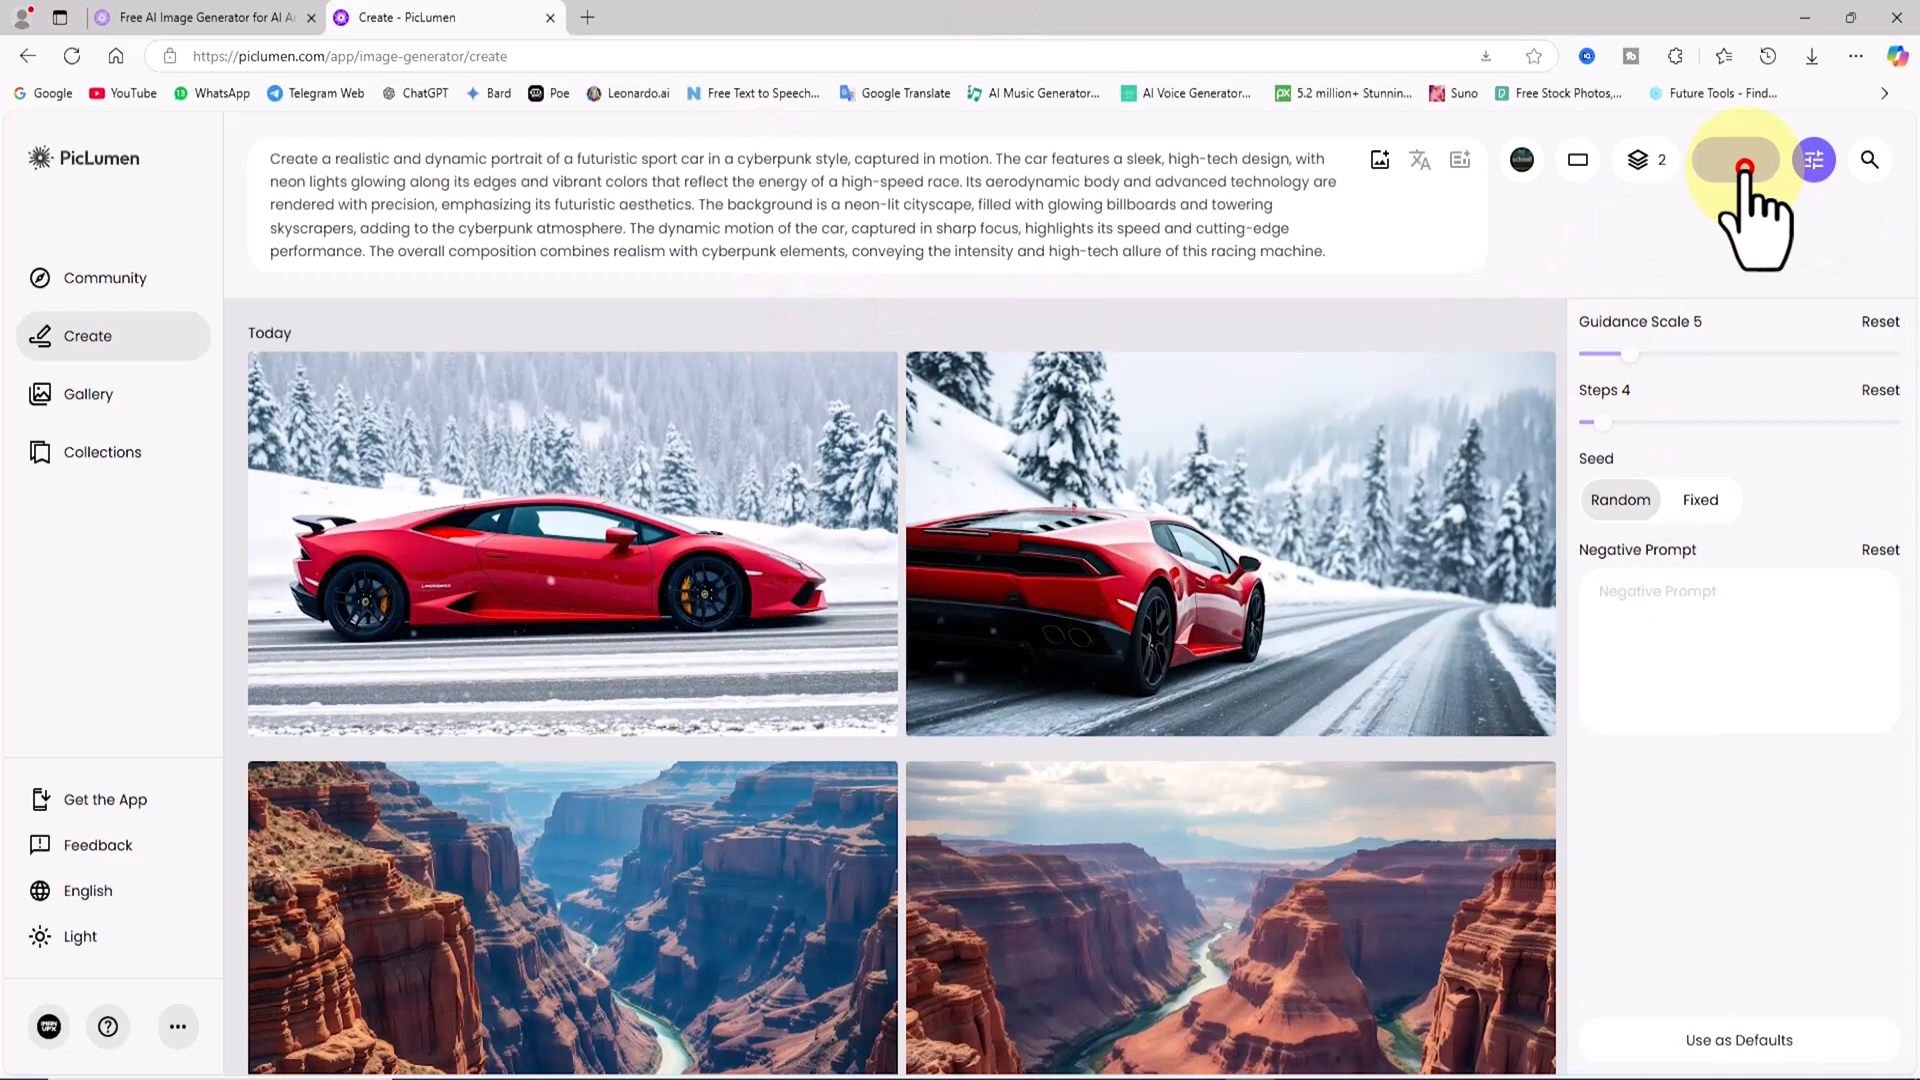 Free AI Image Generator for AI A
Create - PicLumen
https://piclumen.com/app/image-generator/create
Google
YouTube
WhatsApp
Telegram Web
ChatGPT
Bard
Poe
Leonardo.ai
Free Text to Speech...
Google Translate
AI Music Generator...
AI Voice Generator...
5.2 million+ Stunnin...
Suno
Free Stock Photos,...
Future Tools - Find...
PicLumen
Create a realistic and dynamic portrait of a futuristic sport car in a cyberpunk style, captured in motion. The car features a sleek, high-tech design, with
neon lights glowing along its edges and vibrant colors that reflect the energy of a high-speed race. Its aerodynamic body and advanced technology are
rendered with precision, emphasizing its futuristic aesthetics. The background is a neon-lit cityscape, filled with glowing billboards and towering
skyscrapers, adding to the cyberpunk atmosphere. The dynamic motion of the car, captured in sharp focus, highlights its speed and cutting-edge
performance. The overall composition combines realism with cyberpunk elements, conveying the intensity and high-tech allure of this racing machine.
schnell
2
Community
Create
Gallery
Collections
Today
Guidance Scale 5
Reset
Steps 4
Reset
Seed
Random
Fixed
Negative Prompt
Reset
Negative Prompt
Use as Defaults
Get the App
Feedback
English
Light